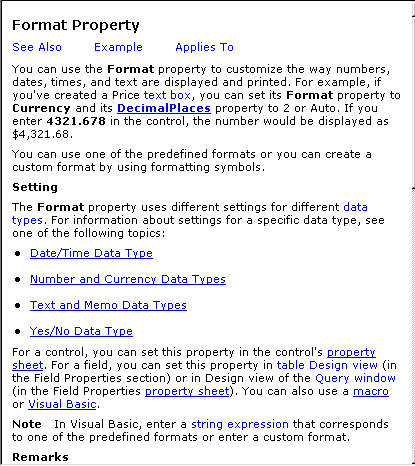 Format Property
See Also Example Applies To
You can use the Format property to customize the way numbers,
dates, times, and text are displayed and printed. For example, if
you've created a Price text box, you can set its Format property to
Currency and its DecimalPlaces property to 2 or Auto. If you
enter 4321.678 in the control, the number would be displayed as
$4,321.68.
You can use one of the predefined formats or you can create a
custom format by using formatting symbols.
Setting
The Format property uses different settings for different data
types. For information about settings for a specific data type, see
one of the following topics:
• Date/Time Data Type
• Number and Currency Data Types
• Text and Memo Data Types
• Yes/No Data Type
For a control, you can set this property in the control's property
sheet. For a field, you can set this property in table Design view (in
the Field Properties section) or in Design view of the Query window
(in the Field Properties property sheet). You can also use a macro
or Visual Basic.
Note In Visual Basic, enter a string expression that corresponds
to one of the predefined formats or enter a custom format.
Remarks